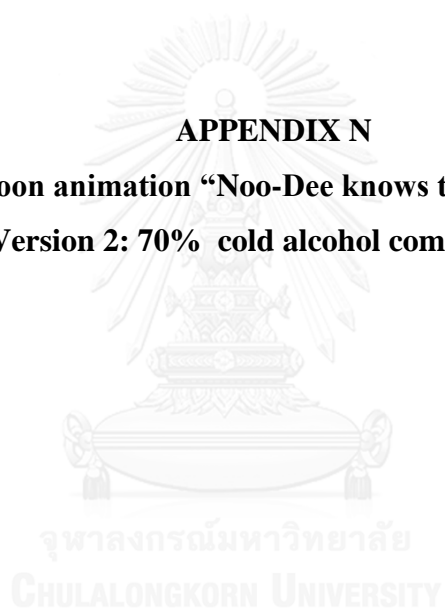 APPENDIX N
oon animation “Noo-Dee knows t
Version 2: 70% cold alcohol com
จุฬาลงกรณ์มหาวิทยาลัย
CHULALONGKORN UNIVERSITY